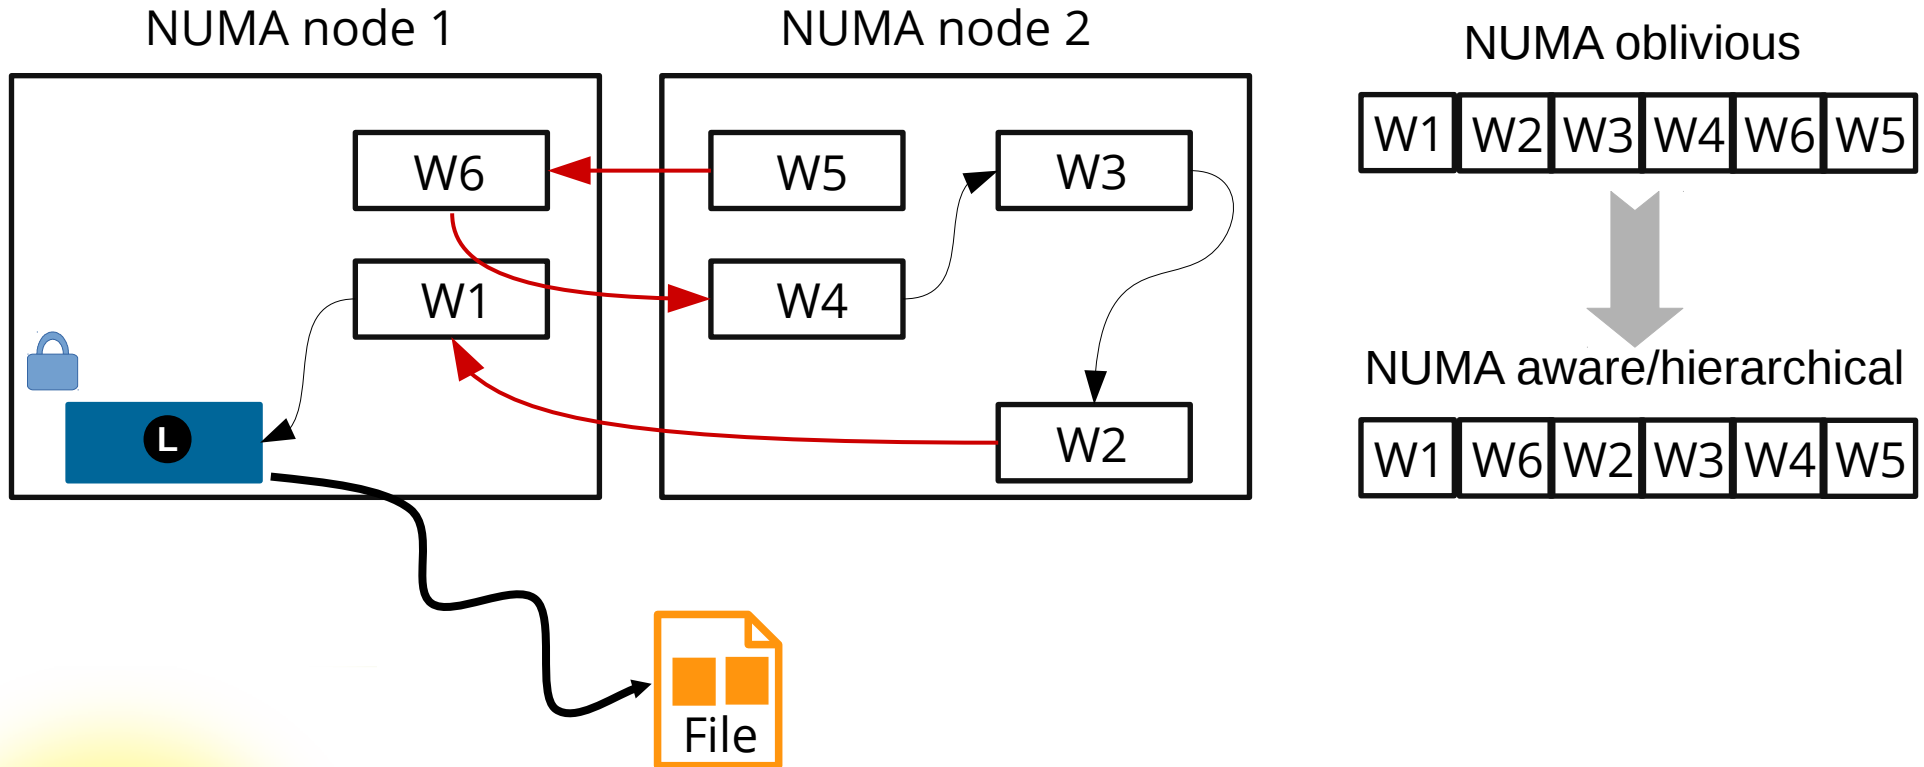 NUMA node 1
NUMA node 2
NUMA oblivious
W1 W2 W3 W4 W6 W5
W6
W5
W3
W1
W4
L
W2
NUMA aware/hierarchical
W1 W6 W2 W3 W4 W5
File